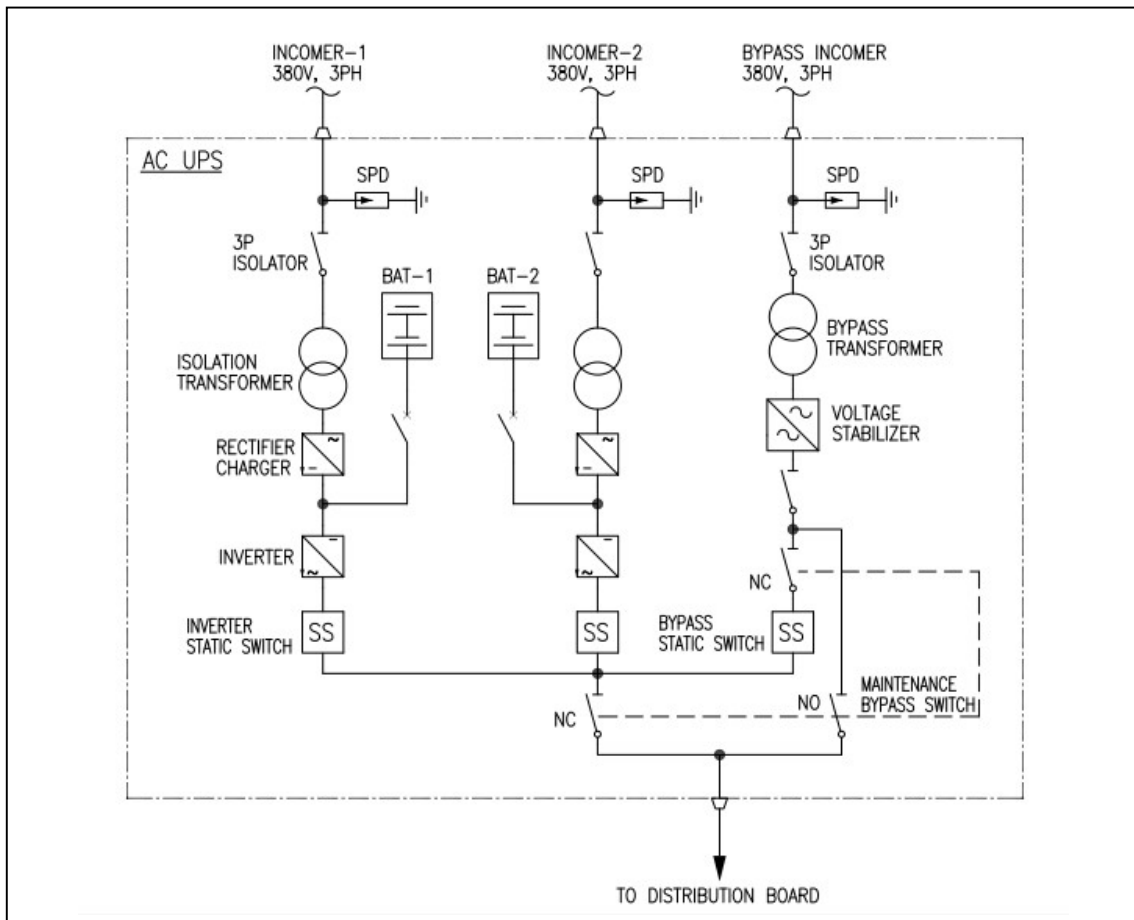 INCOMER-1
380V, 3PH
INCOMER-2
380V, 3PH
BYPASS INCOMER
380V, 3PH
AC UPS
SPD
SPD
SPD
3P
ISOLATOR
3P
ISOLATOR
BAT-1
BAT-2
ISOLATION
TRANSFORMER
BYPASS
TRANSFORMER
RECTIFIER
CHARGER
VOLTAGE
STABILIZER
INVERTER
NC
INVERTER
STATIC SWITCH
SS
SS
BYPASS
STATIC SWITCH
SS
NC
NO
MAINTENANCE
BYPASS SWITCH
TO DISTRIBUTION BOARD